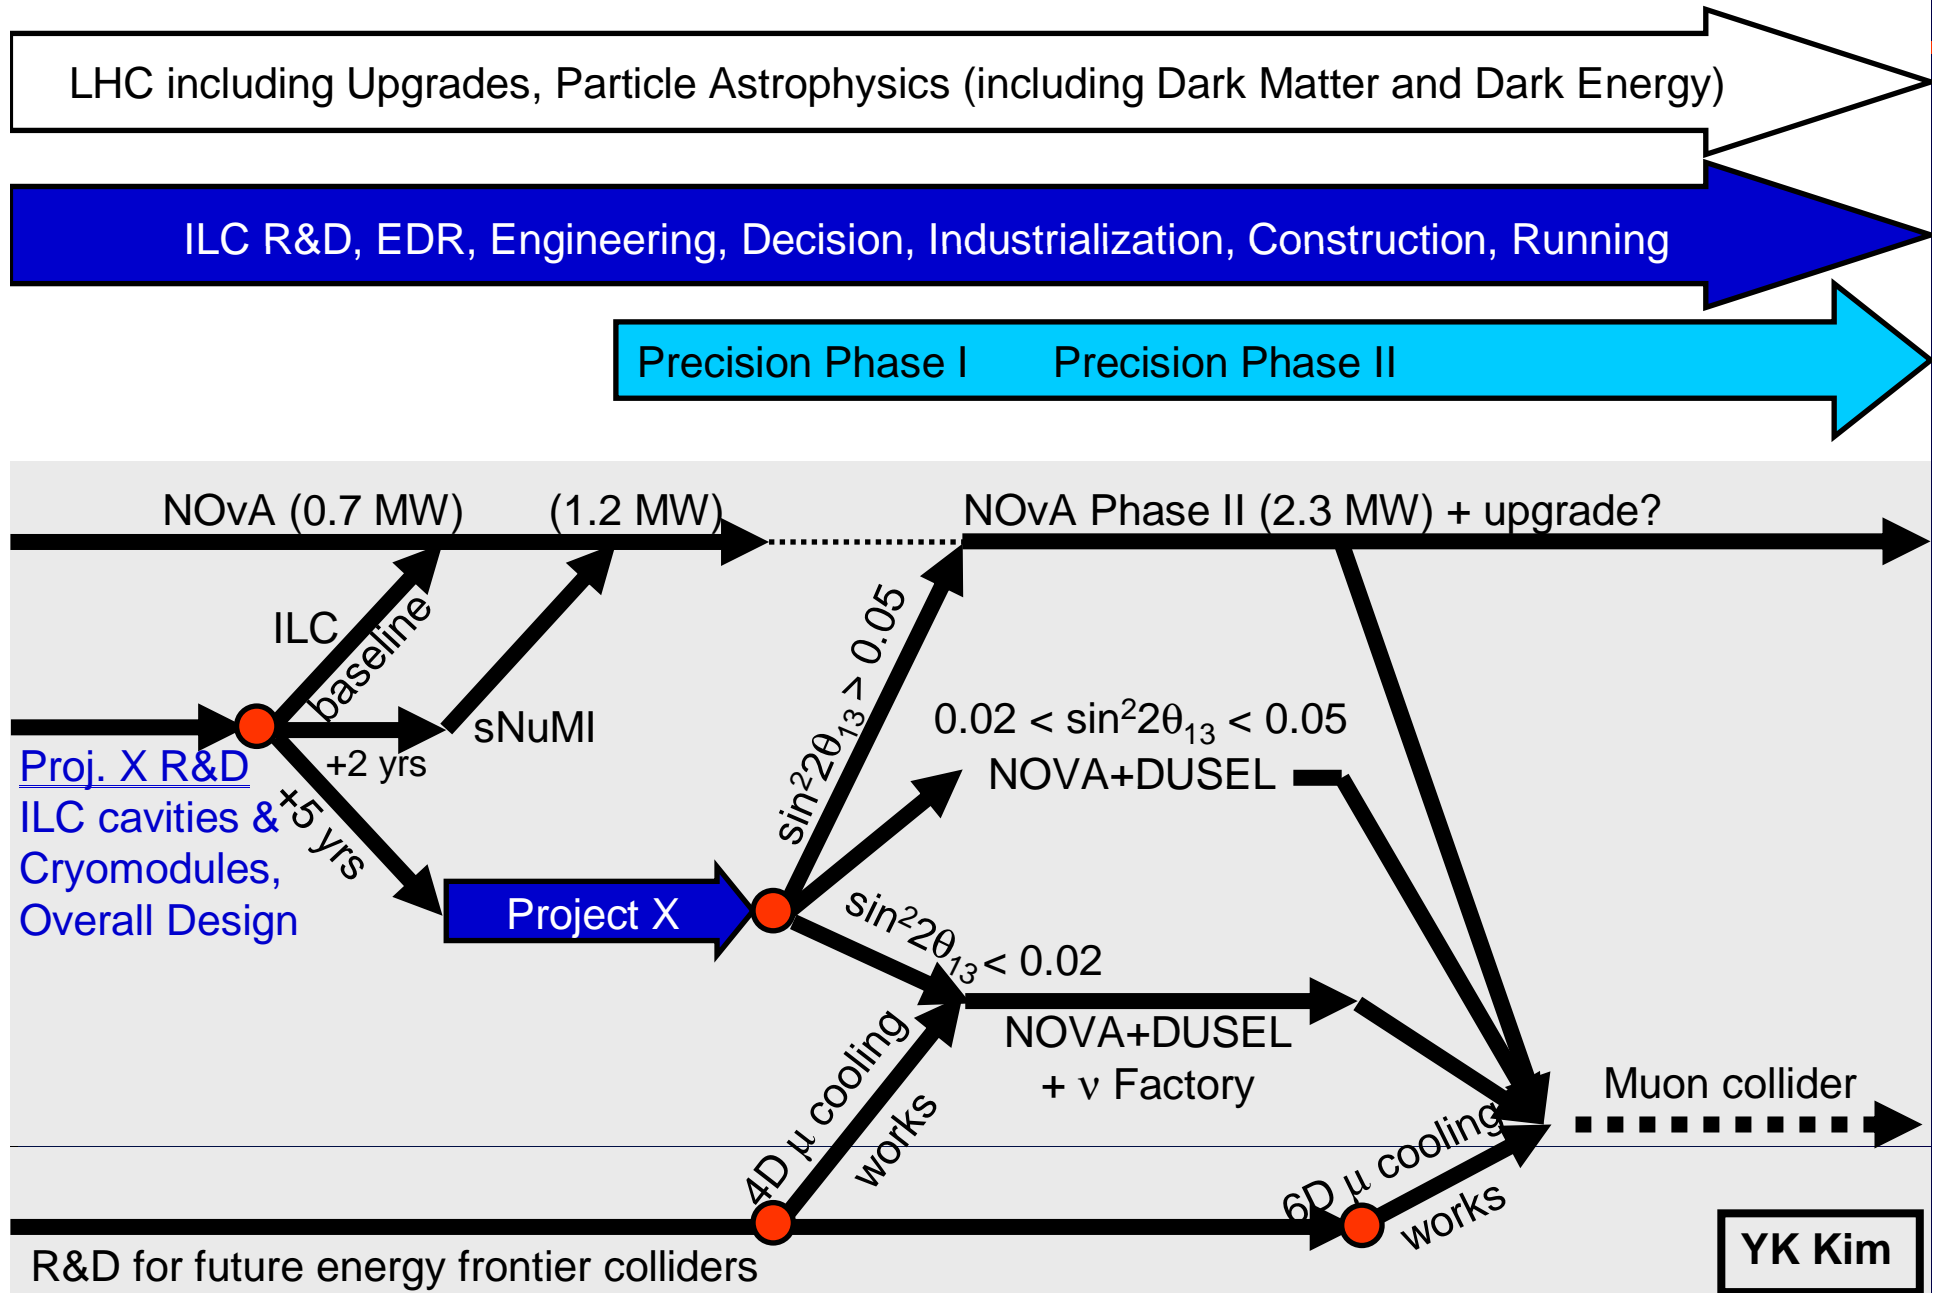 LHC including Upgrades, Particle Astrophysics (including Dark Matter and Dark Energy)
ILC R&D, EDR, Engineering, Decision, Industrialization, Construction, Running
Precision Phase I Precision Phase II
NOvA (0.7 MW) (1.2 MW) NOvA Phase II (2.3 MW) + upgrade?
ILC
baseline
sNuMI
+2 yrs
+5 yrs
Proj. X R&D
ILC cavities &
Cryomodules,
Overall Design
Project X
sin²2θ₁₃ > 0.05
0.02 < sin²2θ₁₃ < 0.05
NOVA+DUSEL
sin²2θ₁₃ < 0.02
NOVA+DUSEL
+ ν Factory
4D μ cooling
works
6D μ cooling
works
Muon collider
R&D for future energy frontier colliders
YK Kim